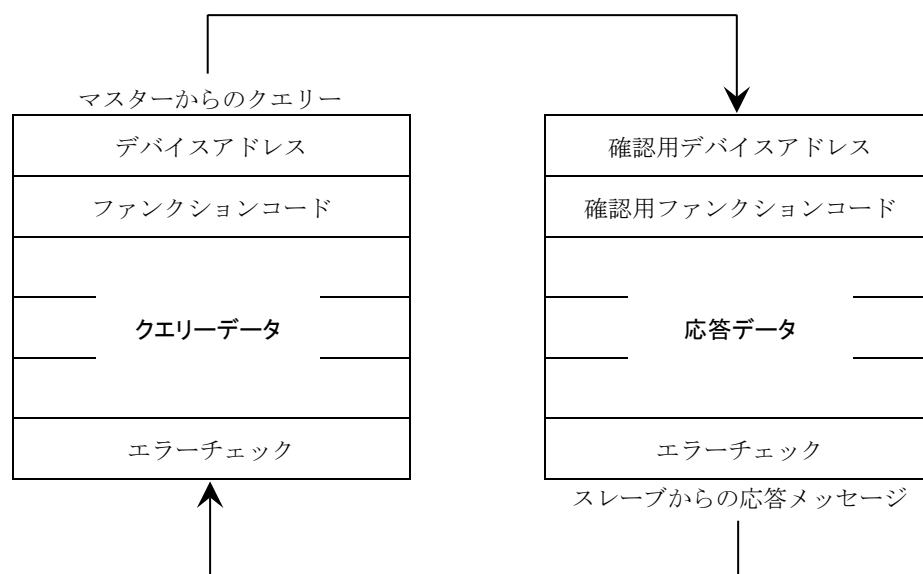 マスターからのクエリー
デバイスアドレス
ファンクションコード
クエリーデータ
エラーチェック
確認用デバイスアドレス
確認用ファンクションコード
応答データ
エラーチェック
スレーブからの応答メッセージ